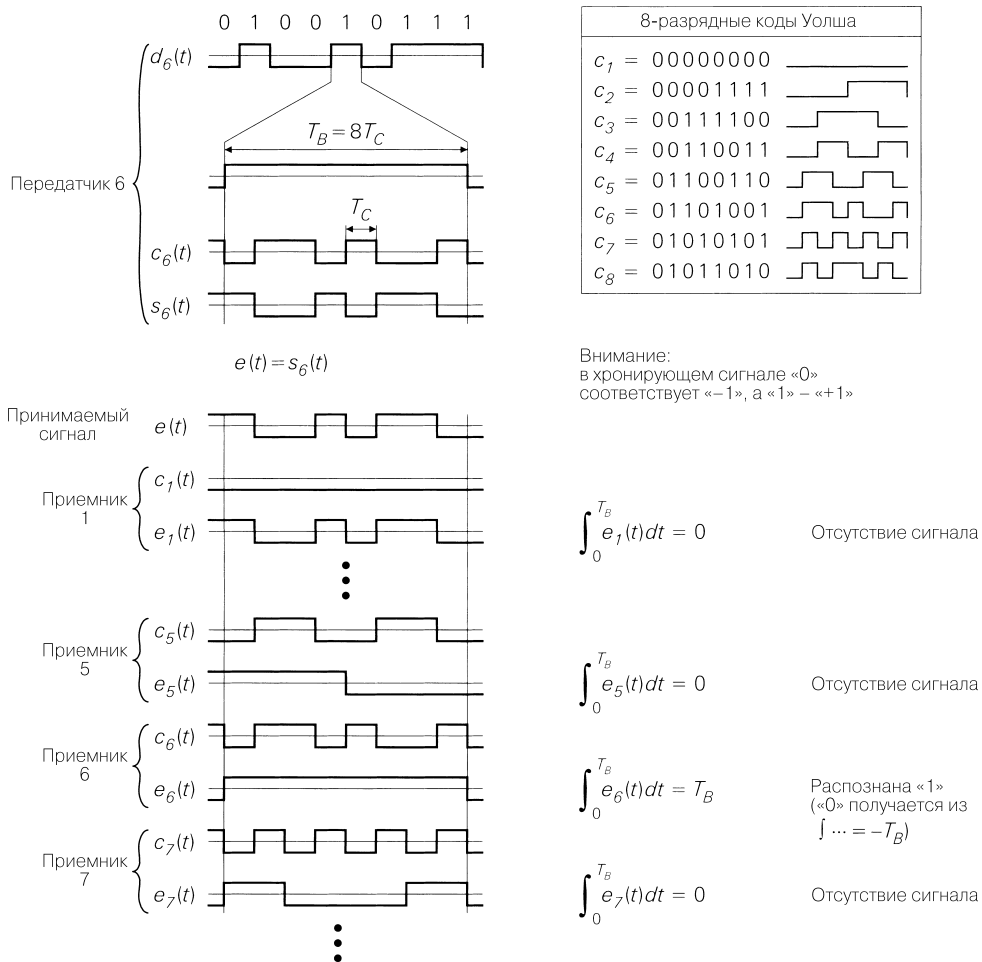 0 1 0 0 0 1 0 1 1 1
d6(t)
Передатчик 6
TB = 8TC
TC
c6(t)
s6(t)
e(t) = s6(t)
8-разрядные коды Уолша
c1 = 00000000
c2 = 00001111
c3 = 00111100
c4 = 00110011
c5 = 01100110
c6 = 01101001
c7 = 01010101
c8 = 01011010
Внимание:
в хронирующем сигнале «0»
соответствует «–1», а «1» – «+1»
Принимаемый
сигнал
e(t)
Приемник
1
c1(t)
e1(t)
∫0TB e1(t)dt = 0
Отсутствие сигнала
Приемник
5
c5(t)
e5(t)
∫0TB e5(t)dt = 0
Отсутствие сигнала
Приемник
6
c6(t)
e6(t)
∫0TB e6(t)dt = TB
Распознана «1»
(«0» получается из
∫ ··· = –TB)
Приемник
7
c7(t)
e7(t)
∫0TB e7(t)dt = 0
Отсутствие сигнала